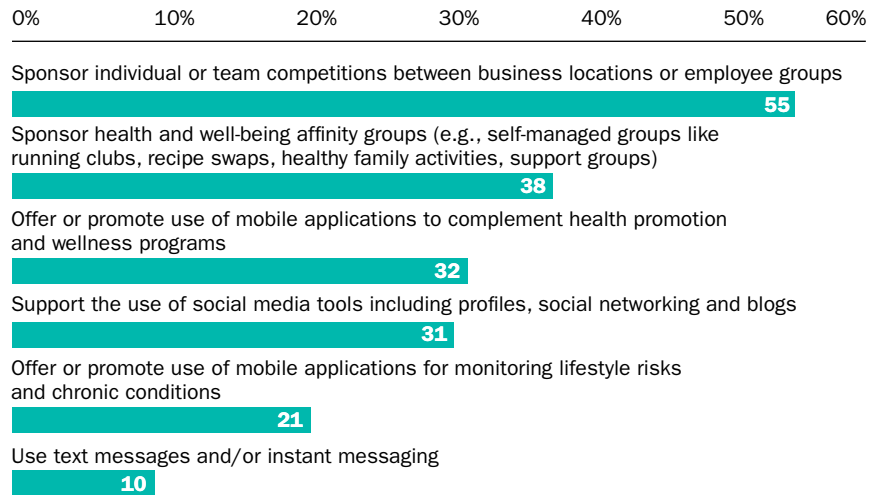 0% 10% 20% 30% 40% 50% 60%
Sponsor individual or team competitions between business locations or employee groups
55
Sponsor health and well-being affinity groups (e.g., self-managed groups like
running clubs, recipe swaps, healthy family activities, support groups)
38
Offer or promote use of mobile applications to complement health promotion
and wellness programs
32
Support the use of social media tools including profiles, social networking and blogs
31
Offer or promote use of mobile applications for monitoring lifestyle risks
and chronic conditions
21
Use text messages and/or instant messaging
10